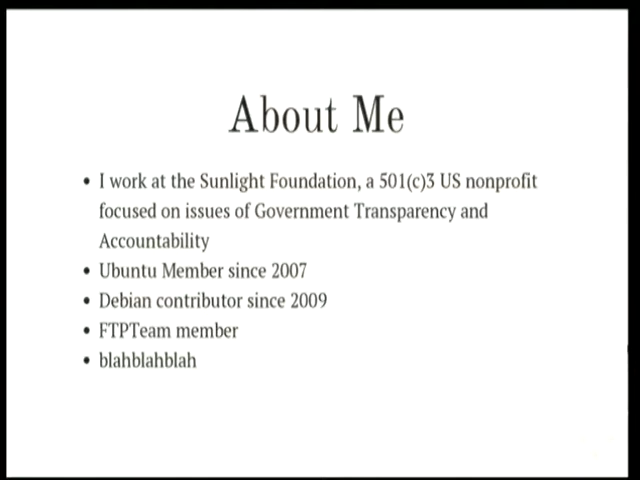 About Me
• I work at the Sunlight Foundation, a 501(c)3 US nonprofit
focused on issues of Government Transparency and
Accountability
• Ubuntu Member since 2007
• Debian contributor since 2009
• FTPTeam member
• blahblahblah